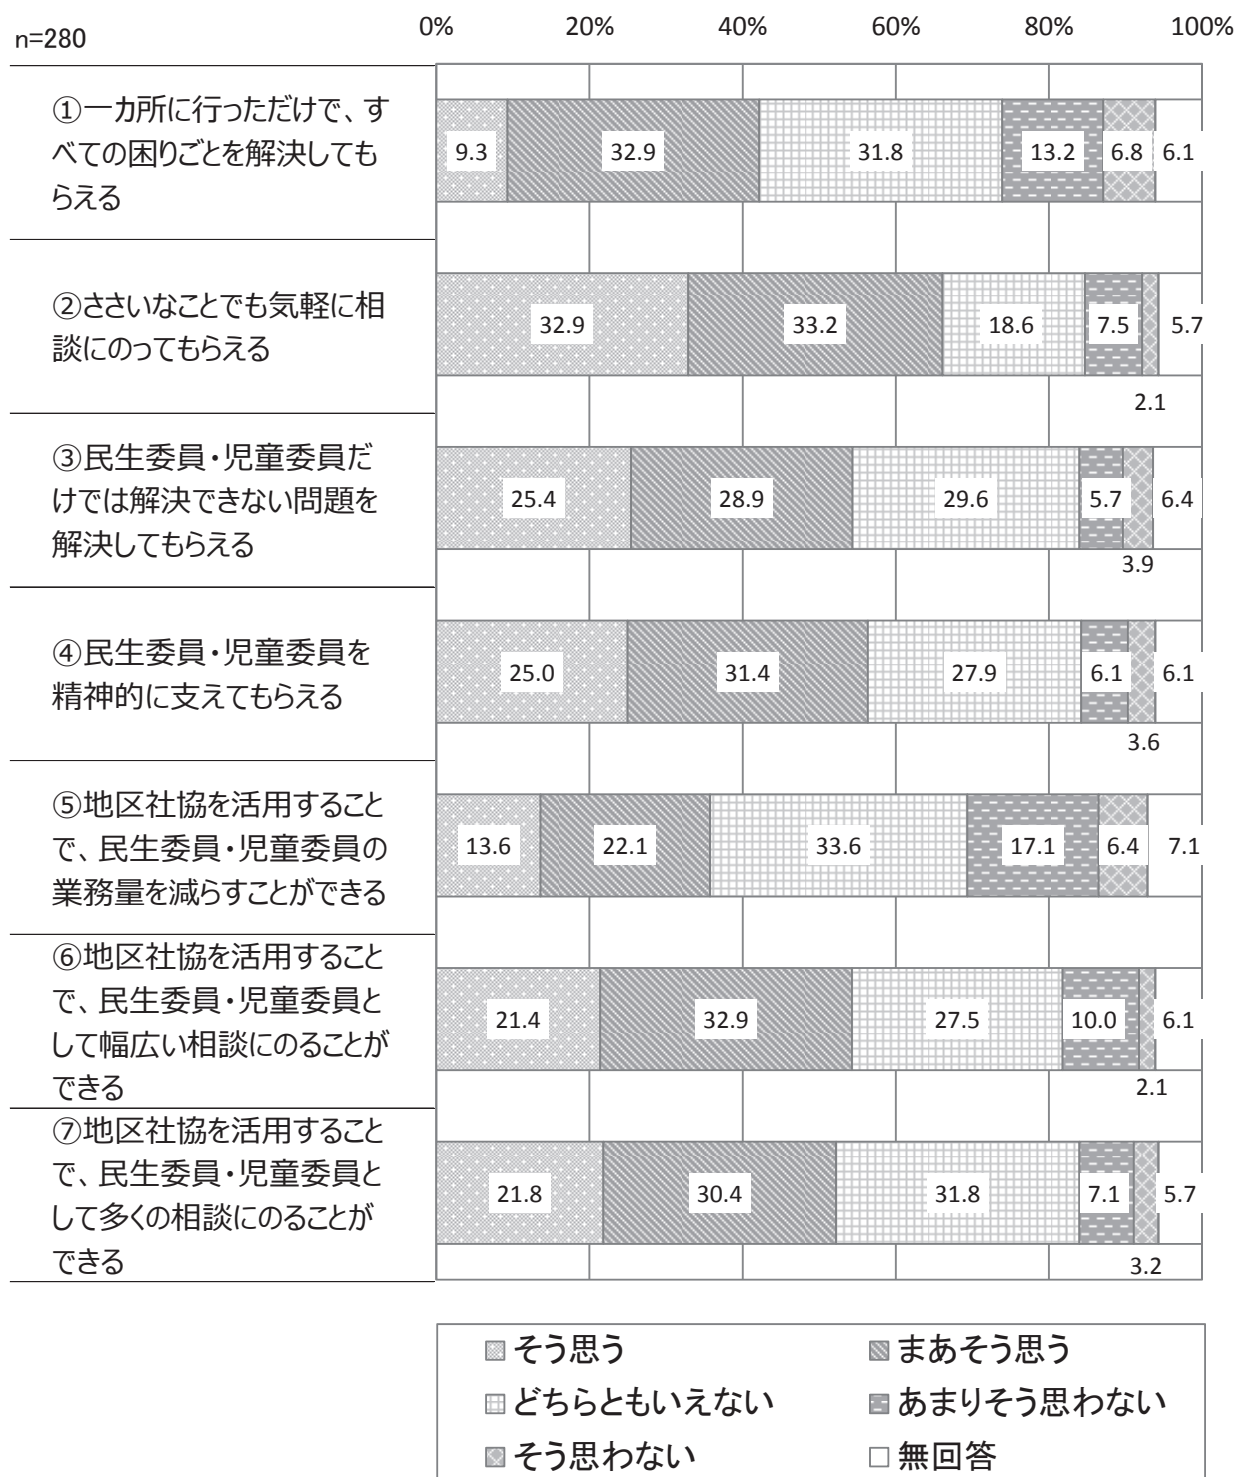 n=280
0% 20% 40% 60% 80% 100%
①一カ所に行っただけで、す
べての困りごとを解決しても
らえる
9.3 32.9 31.8 13.2 6.8 6.1
②ささいなことでも気軽に相
談にのってもらえる
32.9 33.2 18.6 7.5 5.7
2.1
③民生委員・児童委員だ
けでは解決できない問題を
解決してもらえる
25.4 28.9 29.6 5.7 6.4
3.9
④民生委員・児童委員を
精神的に支えてもらえる
25.0 31.4 27.9 6.1 6.1
3.6
⑤地区社協を活用すること
で、民生委員・児童委員の
業務量を減らすことができる
13.6 22.1 33.6 17.1 6.4 7.1
⑥地区社協を活用すること
で、民生委員・児童委員と
して幅広い相談にのることが
できる
21.4 32.9 27.5 10.0 6.1
2.1
⑦地区社協を活用すること
で、民生委員・児童委員と
して多くの相談にのることが
できる
21.8 30.4 31.8 7.1 5.7
3.2
そう思う まあそう思う
どちらともいえない あまりそう思わない
そう思わない 無回答